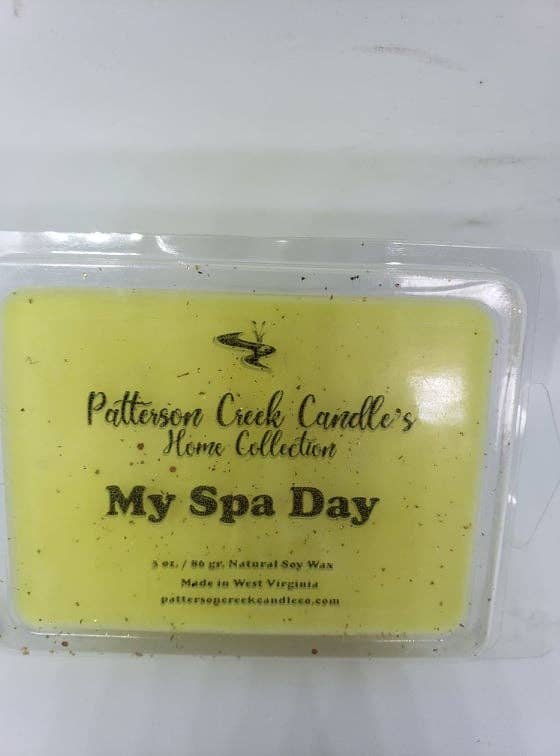 Patterson Creek Candle's
Home Collection
My Spa Day
3 oz. / 86 gr. Natural Soy Wax
Made in West Virginia
pattersoncreekcandleco.com